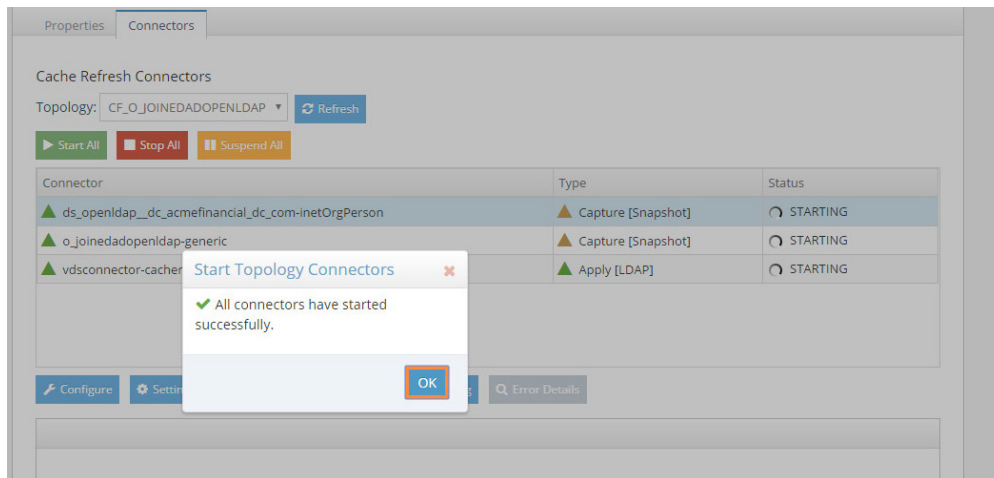 Properties Connectors
Cache Refresh Connectors
Topology: CF_O_JOINEDADOPENLDAP Refresh
Start All Stop All Suspend All
Connector Type Status
ds_openldap__dc_acmefinancial_dc_com-inetOrgPerson Capture [Snapshot] STARTING
o_joinedadopenldap-generic Capture [Snapshot] STARTING
vdsconnector-cacher Apply [LDAP] STARTING
Start Topology Connectors
All connectors have started
successfully.
OK
Configure Settin Error Details